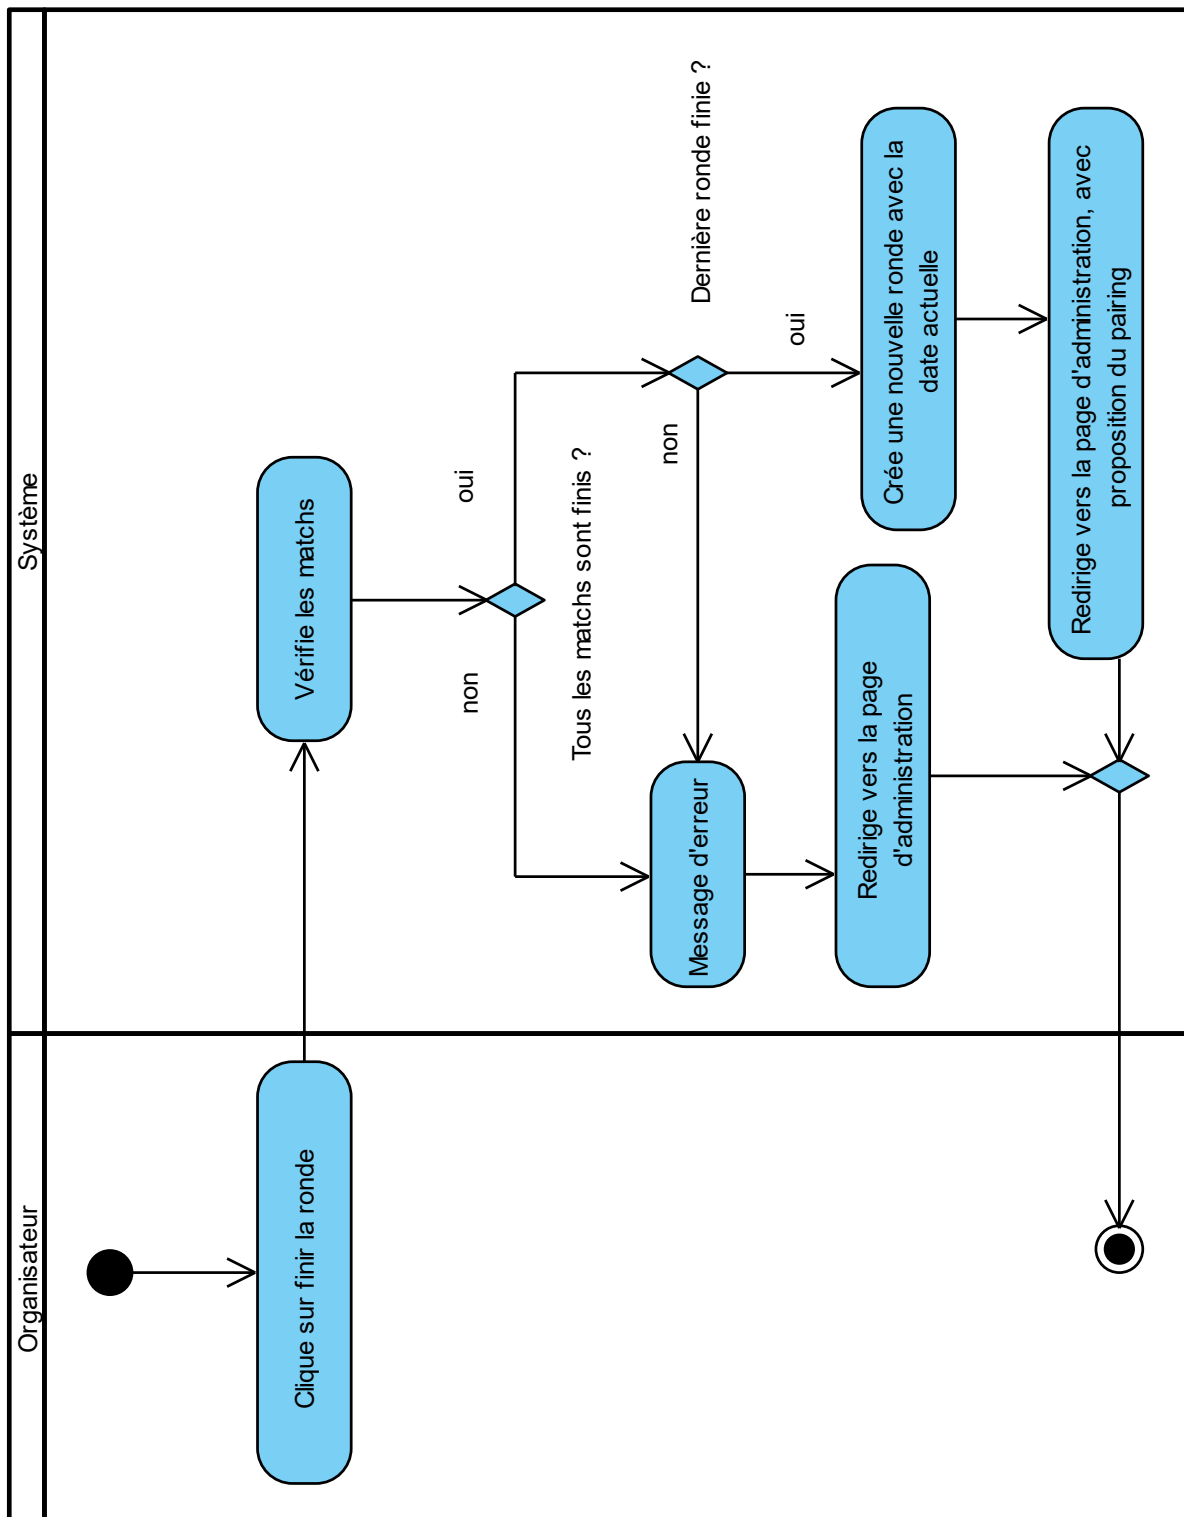 Organisateur
Système
Clique sur finir la ronde
Vérifie les matchs
non
oui
Tous les matchs sont finis ?
Dernière ronde finie ?
non
oui
Message d'erreur
Redirige vers la page
d'administration
Crée une nouvelle ronde avec la
date actuelle
Redirige vers la page d'administration, avec
proposition du pairing